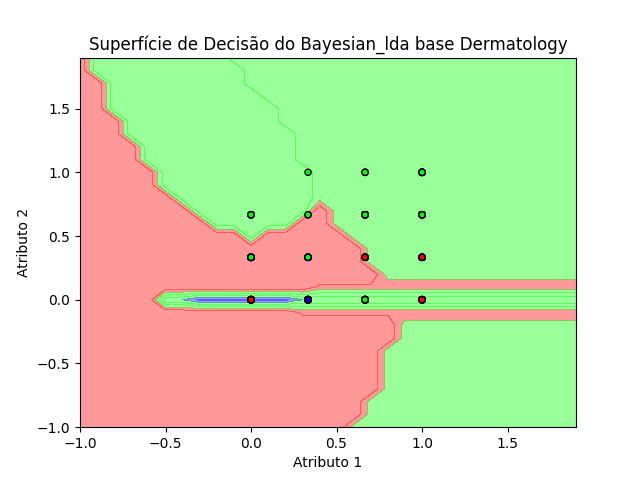 Superfície de Decisão do Bayesian_lda base Dermatology
1.5
1.0
0.5
0.0
−0.5
−1.0
Atributo 2
−1.0 −0.5 0.0 0.5 1.0 1.5
Atributo 1